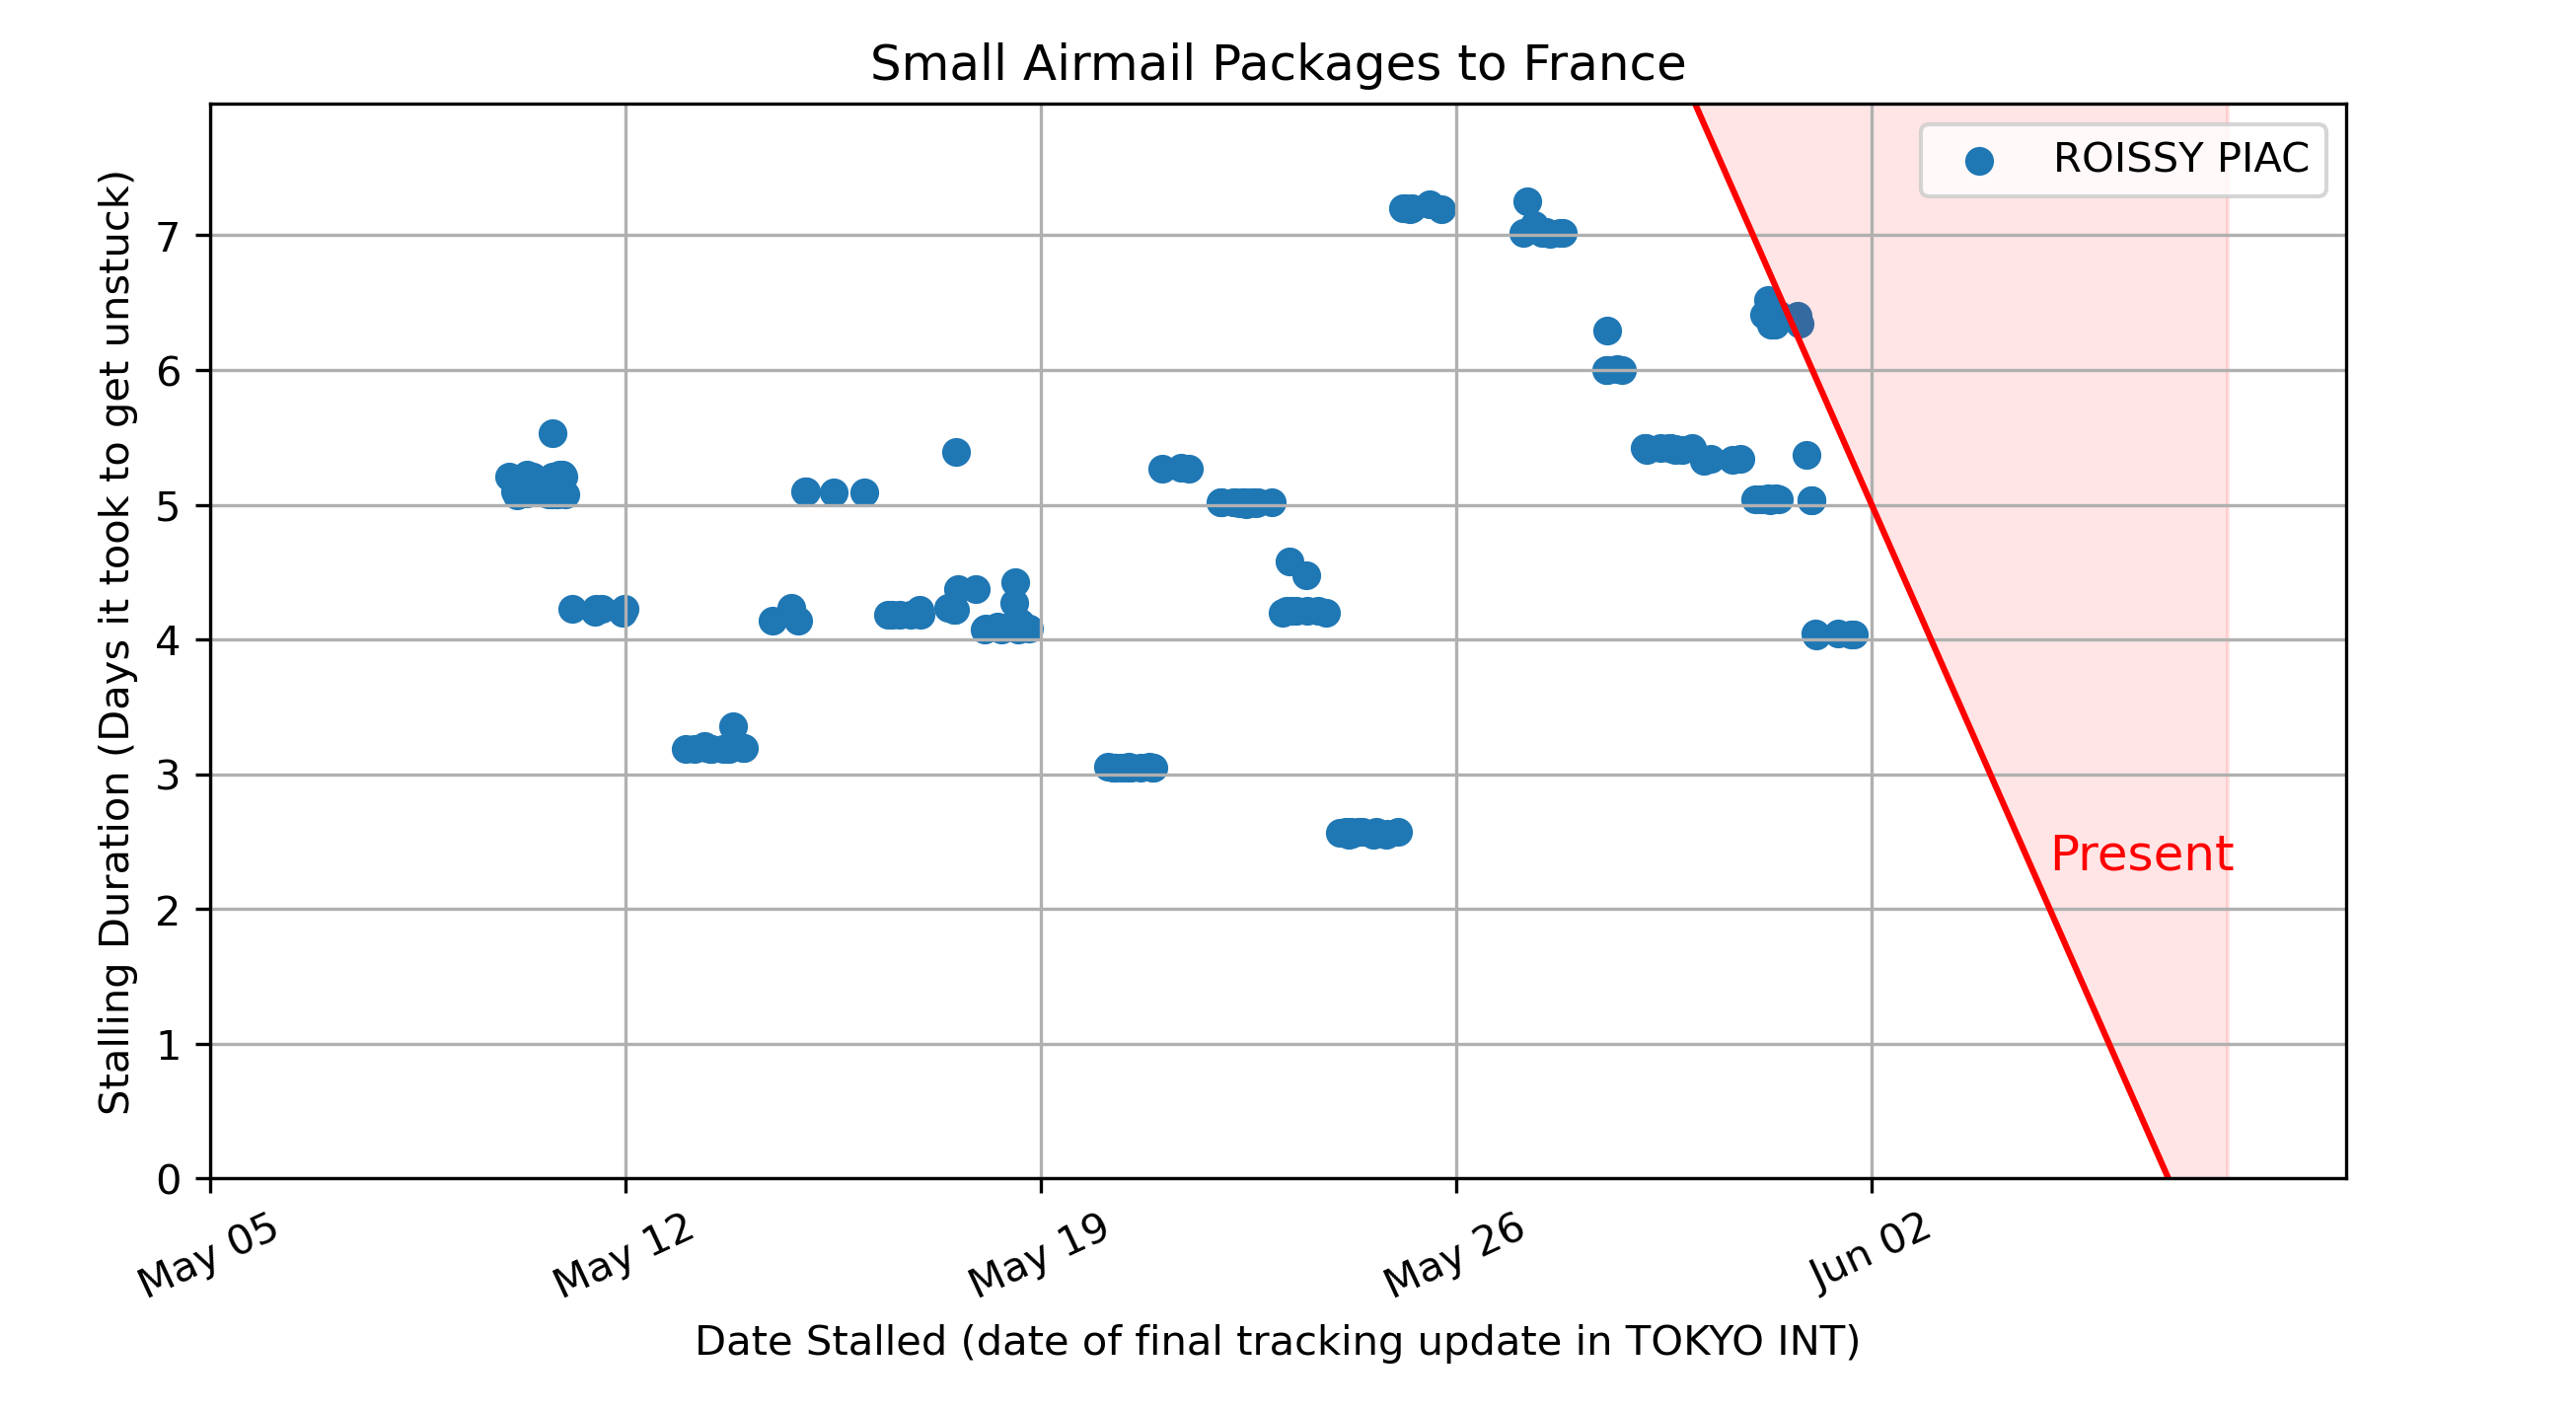 Small Airmail Packages to France
ROISSY PIAC
Stalling Duration (Days it took to get unstuck)
7
6
5
4
3
2
1
0
Present
May 05
May 12
May 19
May 26
Jun 02
Date Stalled (date of final tracking update in TOKYO INT)